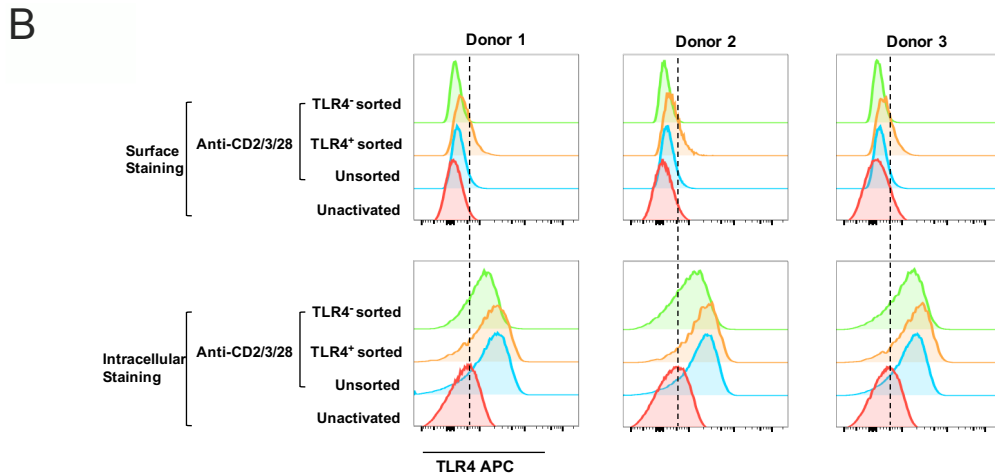 B
Donor 1 Donor 2 Donor 3
TLR4⁻ sorted
Anti-CD2/3/28 TLR4⁺ sorted
Surface Staining
Unsorted
Unactivated
TLR4⁻ sorted
Anti-CD2/3/28 TLR4⁺ sorted
Intracellular Staining
Unsorted
Unactivated
TLR4 APC